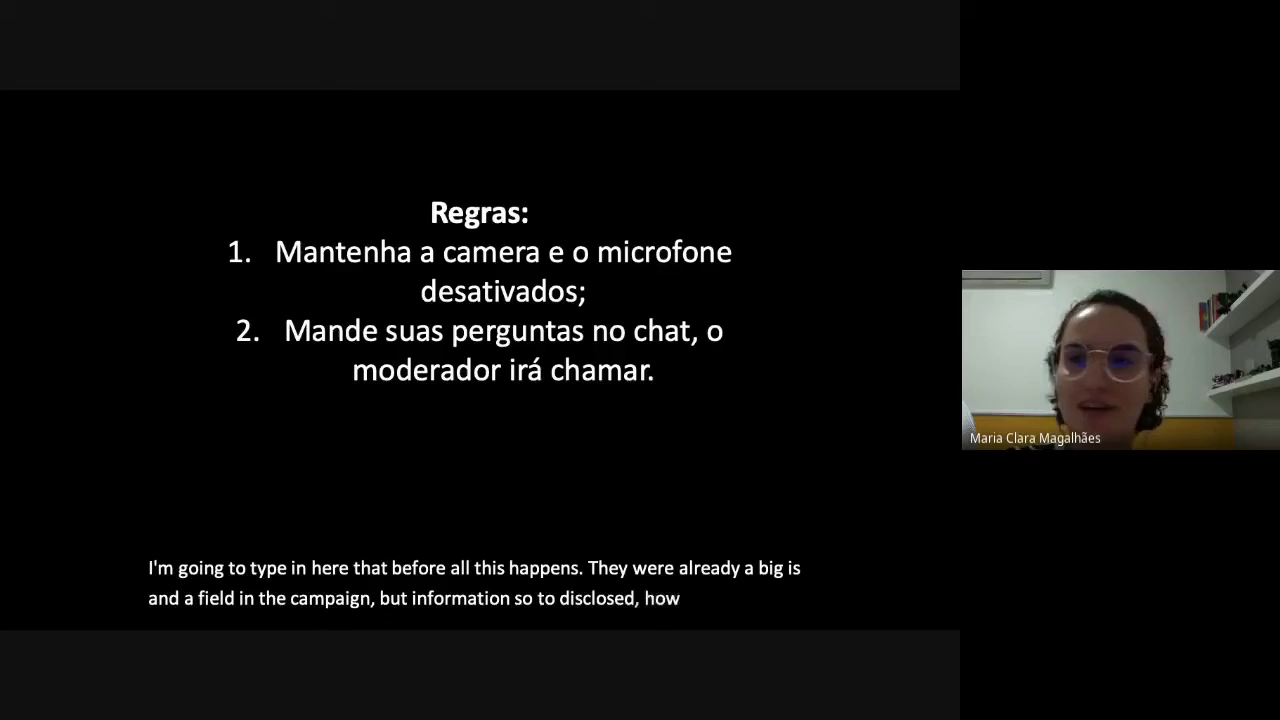 Regras:
1. Mantenha a camera e o microfone
desativados;
2. Mande suas perguntas no chat, o
moderador irá chamar.
Maria Clara Magalhães
I'm going to type in here that before all this happens. They were already a big is
and a field in the campaign, but information so to disclosed, how